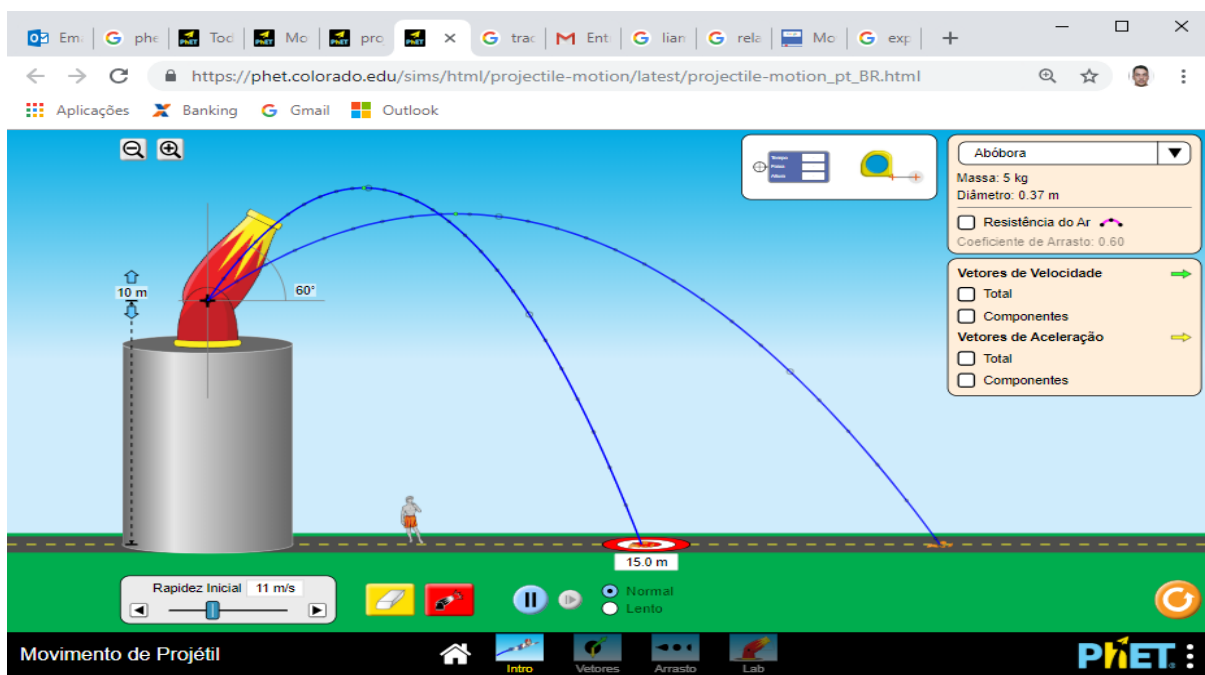 Em | G phe | Tod | Mo | pro | × | G trac | M Ent | G lian | G rela | Mo | G exp | +
https://phet.colorado.edu/sims/html/projectile-motion/latest/projectile-motion_pt_BR.html
Aplicações Banking G Gmail Outlook
Abóbora
Massa: 5 kg
Diâmetro: 0.37 m
Resistência do Ar
Coeficiente de Arrasto: 0.60
Vetores de Velocidade
Total
Componentes
Vetores de Aceleração
Total
Componentes
10 m
60°
15.0 m
Rapidez Inicial 11 m/s
Normal
Lento
Movimento de Projétil
Intro Vetores Arrasto Lab
PhET